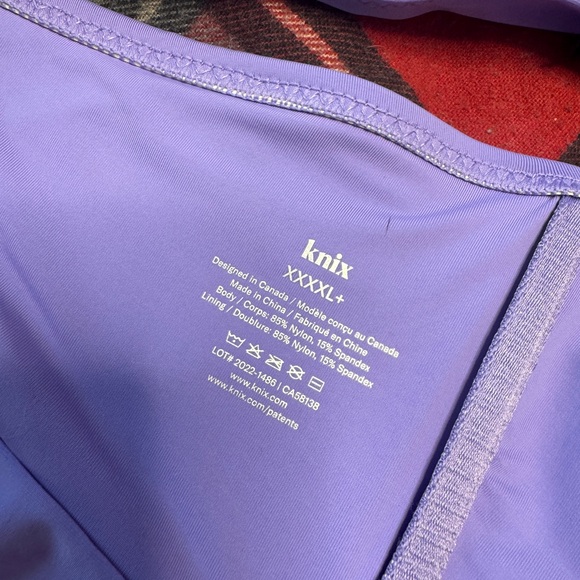 knix
XXXXL+
Designed in Canada / Modèle conçu au Canada
Made in China / Fabriqué en Chine
Body / Corps: 85% Nylon, 15% Spandex
Lining / Doublure: 85% Nylon, 15% Spandex
LOT# 2022-1486 | CA58138
www.knix.com
www.knix.com/patents